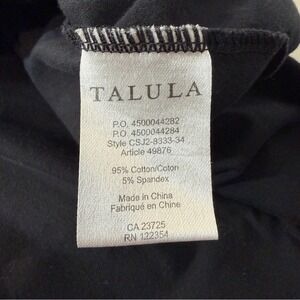 TALULA
P.O. 4500044282
P.O. 4500044284
Style CSJ2-8333-34
Article 49876
95% Cotton/Coton
5% Spandex
Made in China
Fabriqué en China
CA 23725
RN 122354